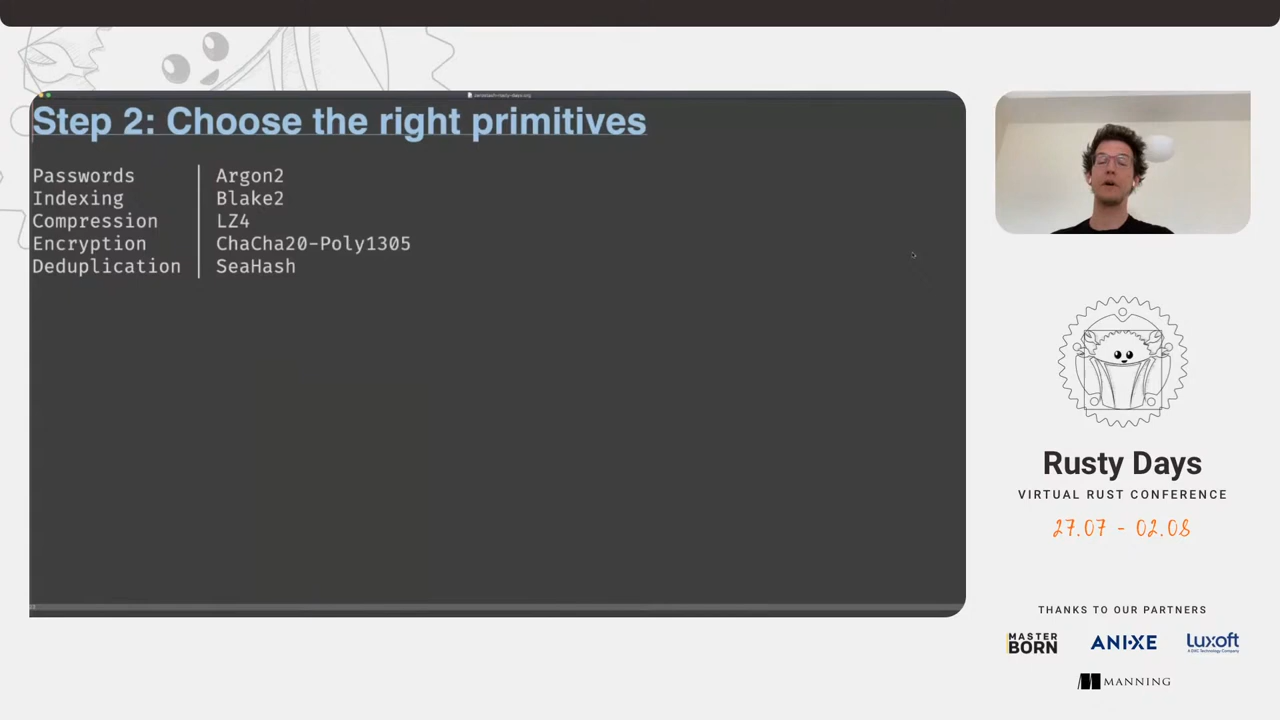 Step 2: Choose the right primitives
Passwords | Argon2
Indexing | Blake2
Compression | LZ4
Encryption | ChaCha20-Poly1305
Deduplication | SeaHash
Rusty Days
VIRTUAL RUST CONFERENCE
27.07 - 02.08
THANKS TO OUR PARTNERS
MASTER BORN
ANIXE
Luxoft
MANNING